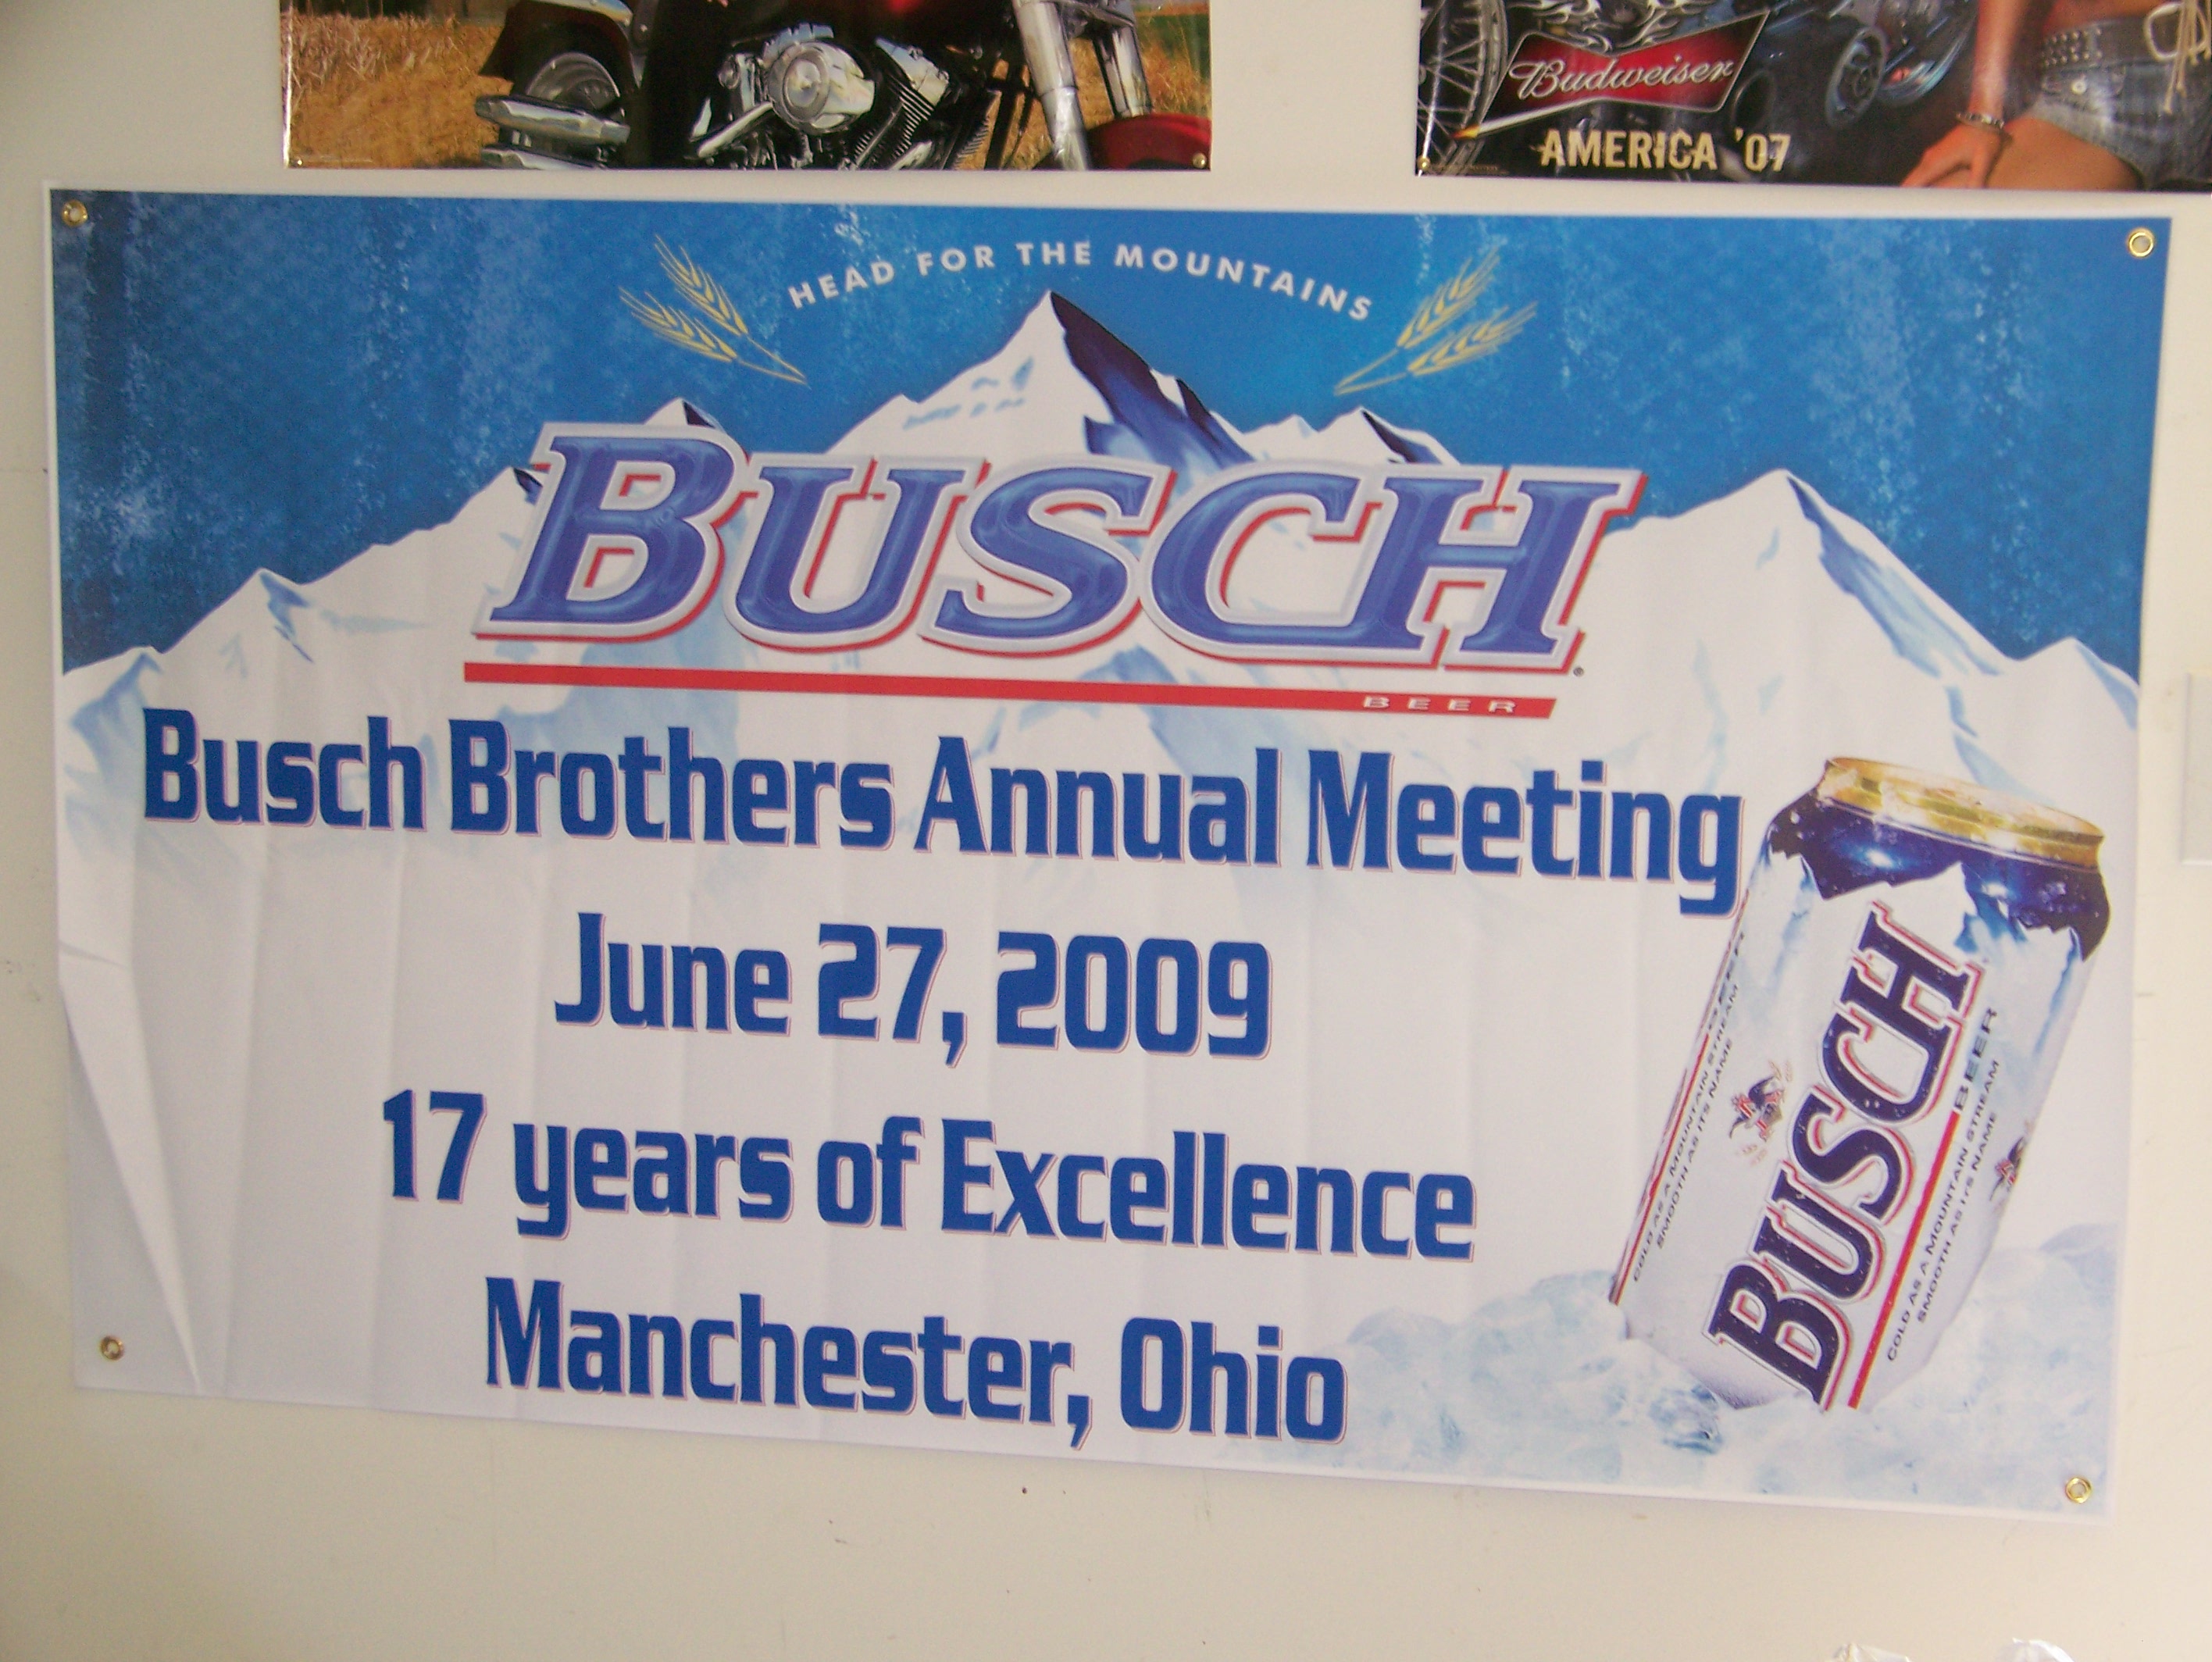 Budweiser
AMERICA '07
HEAD FOR THE MOUNTAINS
BUSCH
BEER
Busch Brothers Annual Meeting
June 27, 2009
17 years of Excellence
Manchester, Ohio
BUSCH
BEER
COLD AS A MOUNTAIN STREAM
SMOOTH AS ITS NAME
COLD AS A MOUNTAIN STREAM
SMOOTH AS ITS NAME